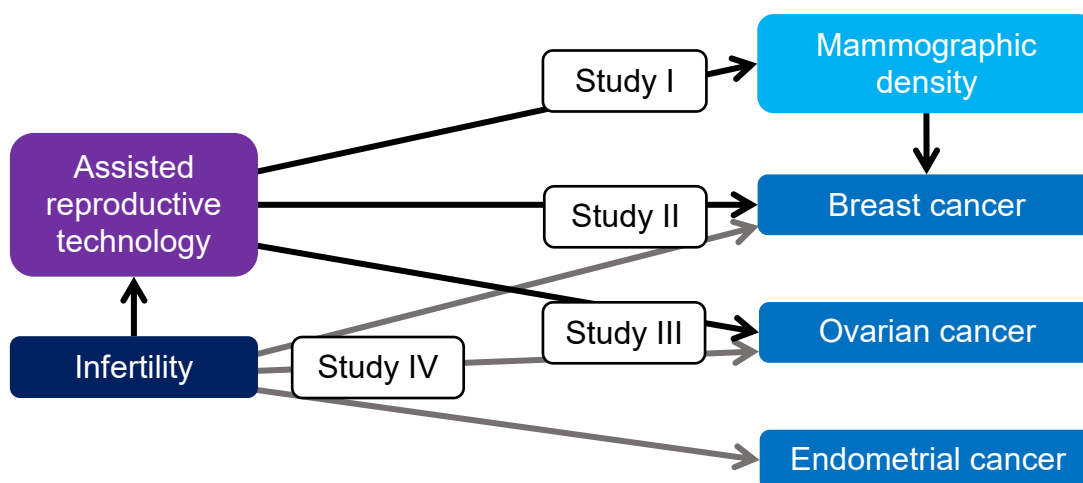 Mammographic
density
Study I
Assisted
reproductive
technology
Study II
Breast cancer
Study III
Ovarian cancer
Infertility
Study IV
Endometrial cancer